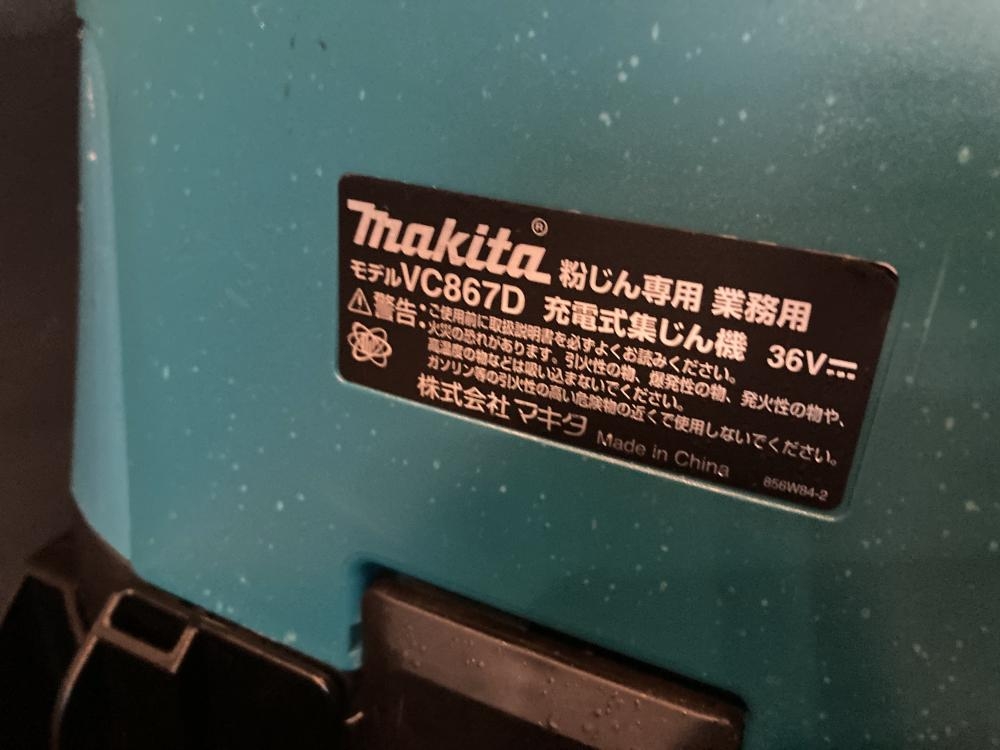 makita®
粉じん専用 業務用
モデルVC867D 充電式集じん機 36V⎓
⚠警告・ご使用前に取扱説明書を必ずよくお読みください。
火災の恐れがあります。引火性の物、爆発性の物、発火性の物や、
高温度の物などは吸い込まないでください。
ガソリン等の引火性の高い危険物の近くで使用しないでください。
株式会社マキタ Made in China
856W84-2